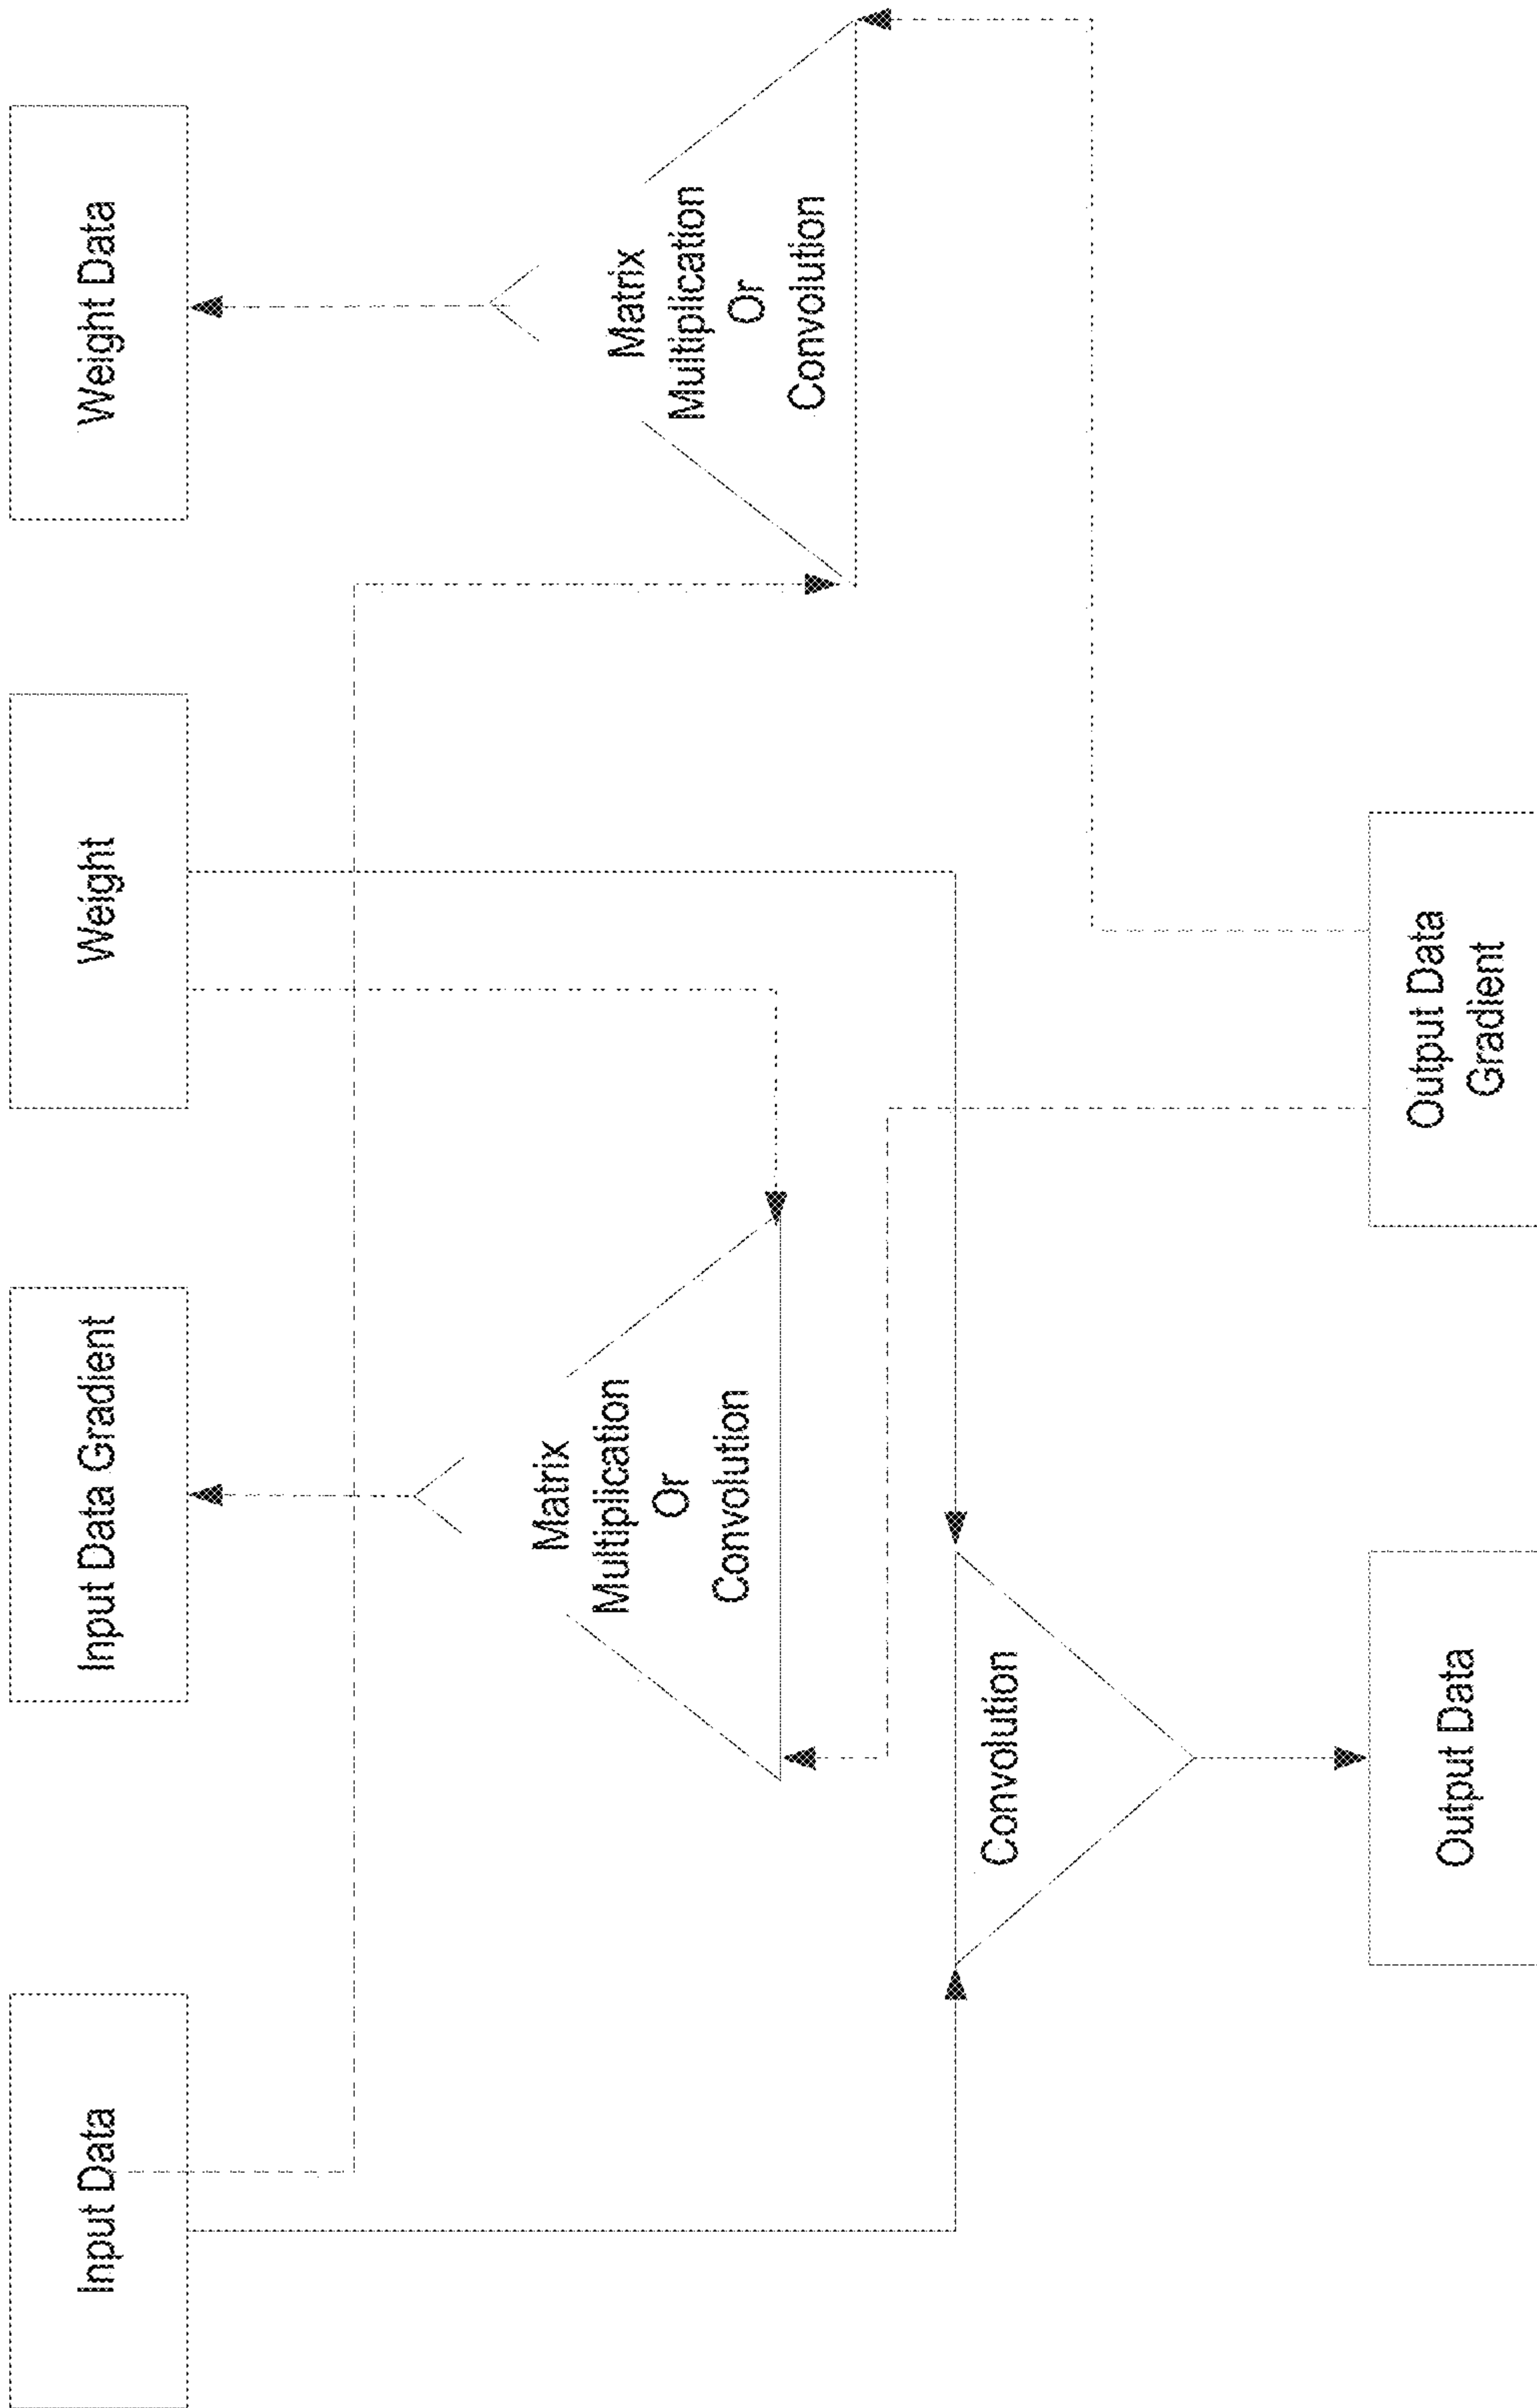 Input Data
Input Data Gradient
Weight
Weight Data
Matrix
Multiplication
Or
Convolution
Matrix
Multiplication
Or
Convolution
Convolution
Output Data
Output Data
Gradient